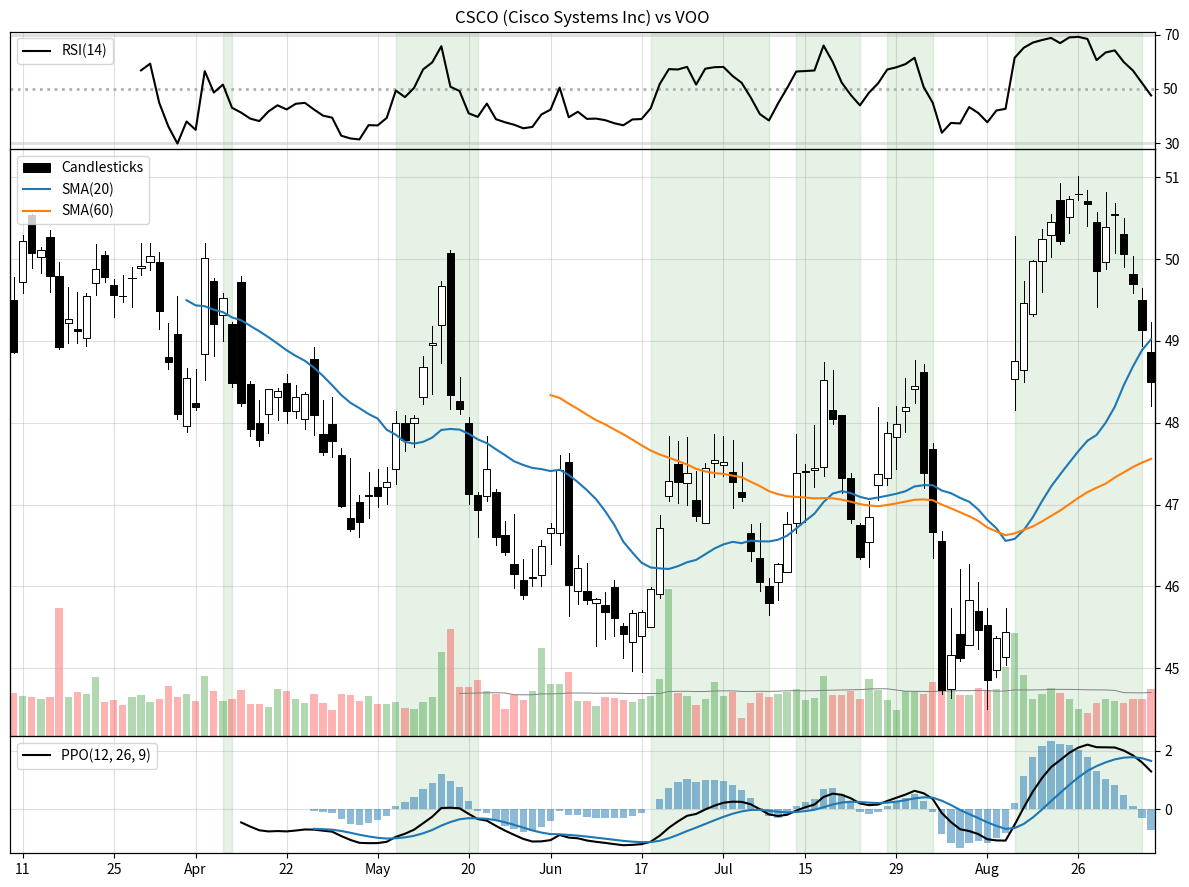 CSCO (Cisco Systems Inc) vs VOO
RSI(14)
70
50
30
Candlesticks
SMA(20)
SMA(60)
51
50
49
48
47
46
45
PPO(12, 26, 9)
2
0
11 25 Apr 22 May 20 Jun 17 Jul 15 29 Aug 26